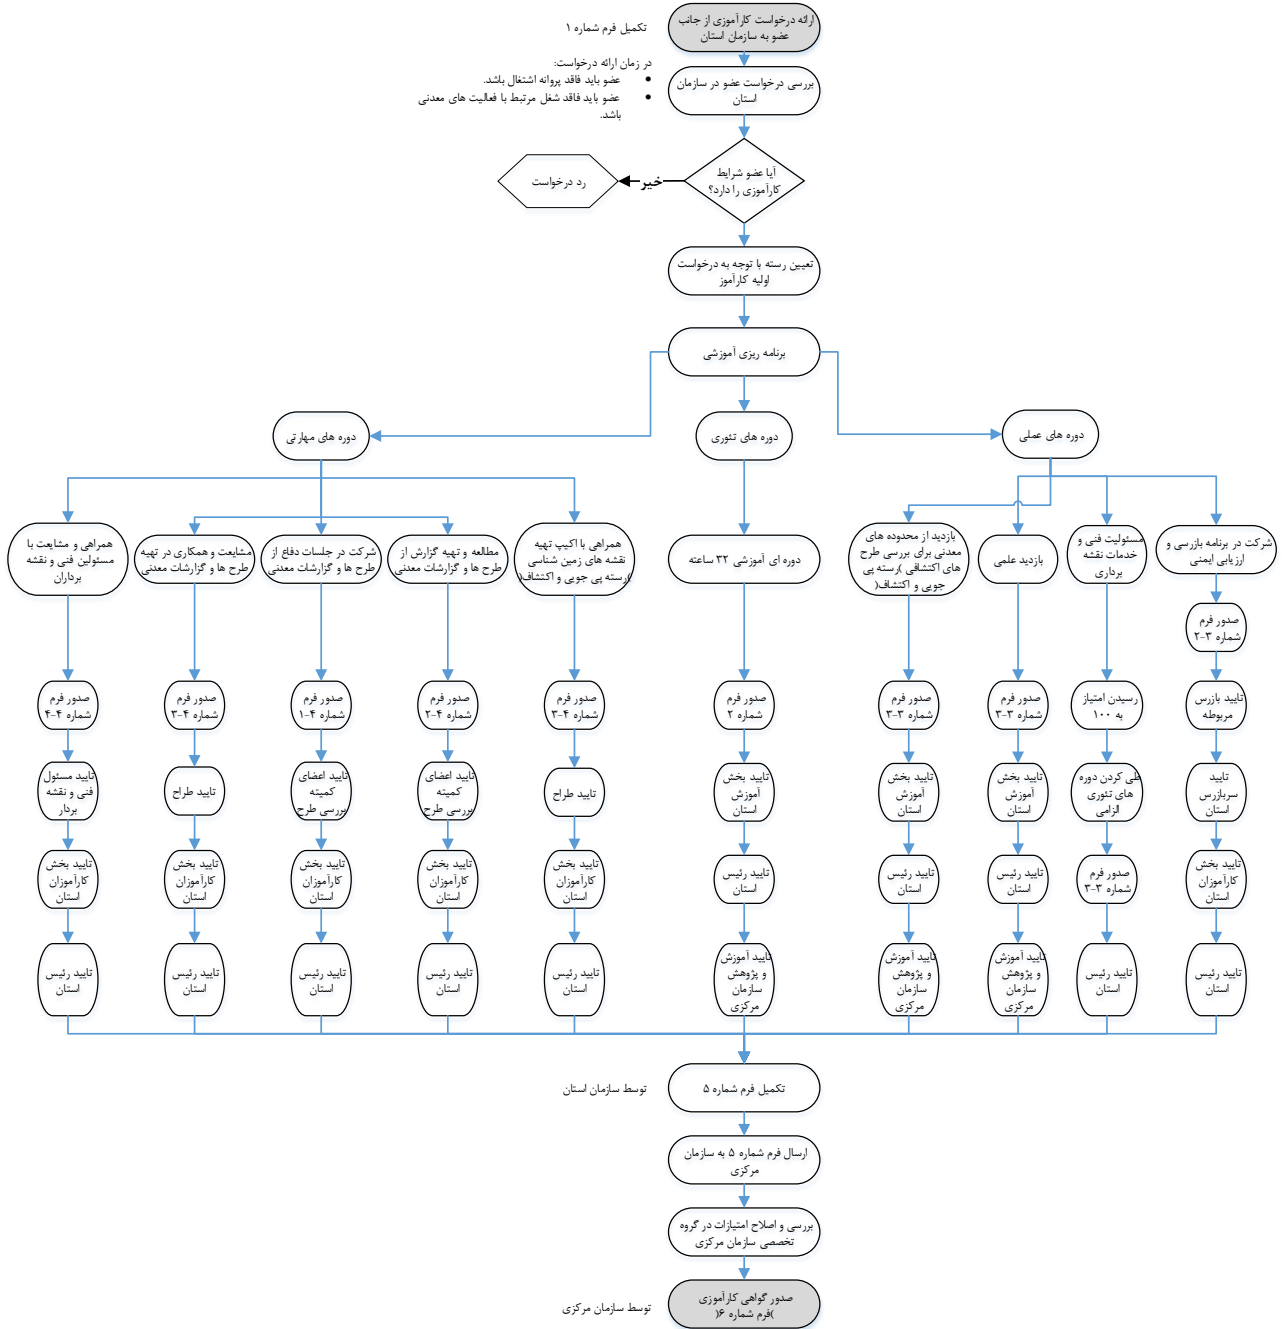 ارائه درخواست کارآموزی از جانب
عضو به سازمان استان
تکمیل فرم شماره ۱
در زمان ارائه درخواست:
● عضو باید فاقد پروانه اشتغال باشد.
● عضو باید فاقد شغل مرتبط با فعالیت های معدنی
باشد.
بررسی درخواست عضو در سازمان
استان
آیا عضو شرایط
کارآموزی را دارد؟
خیر
رد درخواست
تعیین رسته با توجه به درخواست
اولیه کارآموز
برنامه ریزی آموزشی
دوره های عملی
دوره های تئوری
دوره های مهارتی
شرکت در برنامه بازرسی و
ارزیابی ایمنی
مسئولیت فنی و
خدمات نقشه
برداری
بازدید علمی
بازدید از محدوده های
معدنی برای بررسی طرح
های اکتشافی )رسته پی
جویی و اکتشاف(
دوره ای آموزشی ۳۲ ساعته
همراهی با اکیپ تهیه
نقشه های زمین شناسی
)رسته پی جویی و اکتشاف(
مطالعه و تهیه گزارش از
طرح ها و گزارشات معدنی
شرکت در جلسات دفاع از
طرح ها و گزارشات معدنی
مشایعت و همکاری در تهیه
طرح ها و گزارشات معدنی
همراهی و مشایعت با
مسئولین فنی و نقشه
برداران
صدور فرم
شماره ۳-۲
تایید بازرس
مربوطه
رسیدن امتیاز
به ۱۰۰
صدور فرم
شماره ۳-۳
صدور فرم
شماره ۳-۳
صدور فرم
شماره ۲
صدور فرم
شماره ۴-۳
صدور فرم
شماره ۴-۲
صدور فرم
شماره ۴-۱
صدور فرم
شماره ۴-۳
صدور فرم
شماره ۴-۴
تایید
سربازرس
استان
طی کردن دوره
های تئوری
الزامی
تایید بخش
آموزش
استان
تایید بخش
آموزش
استان
تایید بخش
آموزش
استان
تایید طراح
تایید اعضای
کمیته
بررسی طرح
تایید اعضای
کمیته
بررسی طرح
تایید طراح
تایید مسئول
فنی و نقشه
بردار
تایید بخش
کارآموزان
استان
صدور فرم
شماره ۳-۳
تایید رئیس
استان
تایید رئیس
استان
تایید رئیس
استان
تایید بخش
کارآموزان
استان
تایید بخش
کارآموزان
استان
تایید بخش
کارآموزان
استان
تایید بخش
کارآموزان
استان
تایید بخش
کارآموزان
استان
تایید رئیس
استان
تایید رئیس
استان
تایید آموزش
و پژوهش
سازمان
مرکزی
تایید آموزش
و پژوهش
سازمان
مرکزی
تایید آموزش
و پژوهش
سازمان
مرکزی
تایید رئیس
استان
تایید رئیس
استان
تایید رئیس
استان
تایید رئیس
استان
تایید رئیس
استان
تکمیل فرم شماره ۵
توسط سازمان استان
ارسال فرم شماره ۵ به سازمان
مرکزی
بررسی و اصلاح امتیازات در گروه
تخصصی سازمان مرکزی
صدور گواهی کارآموزی
)فرم شماره ۶(
توسط سازمان مرکزی